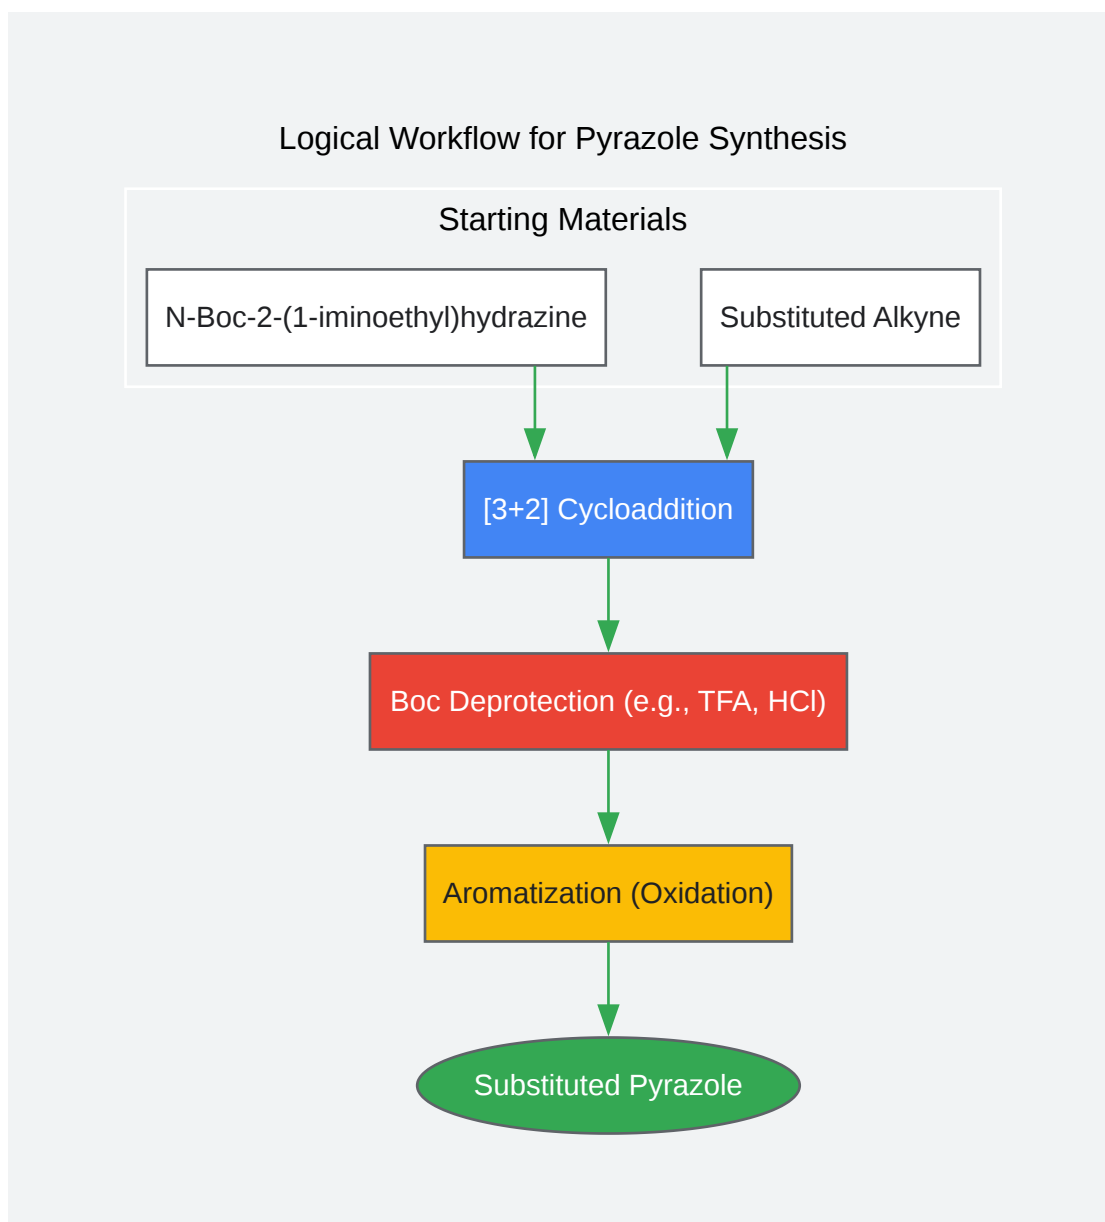 Logical Workflow for Pyrazole Synthesis
Starting Materials
N-Boc-2-(1-iminoethyl)hydrazine
Substituted Alkyne
[3+2] Cycloaddition
Boc Deprotection (e.g., TFA, HCl)
Aromatization (Oxidation)
Substituted Pyrazole